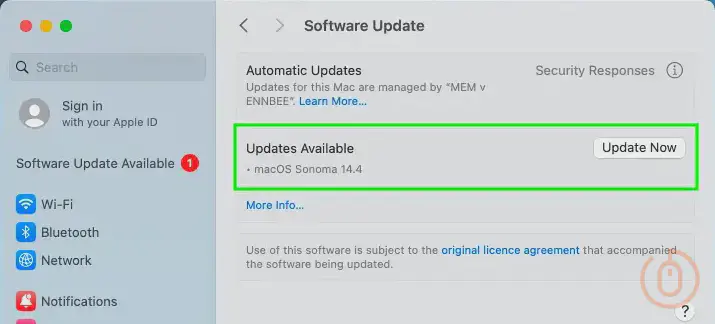 Software Update
Search
Sign in
with your Apple ID
Software Update Available 1
Wi-Fi
Bluetooth
Network
Notifications
Automatic Updates
Security Responses
Updates for this Mac are managed by “MEM v
ENNBEE”. Learn More...
Updates Available
Update Now
• macOS Sonoma 14.4
More Info...
Use of this software is subject to the original licence agreement that accompanied
the software being updated.
?